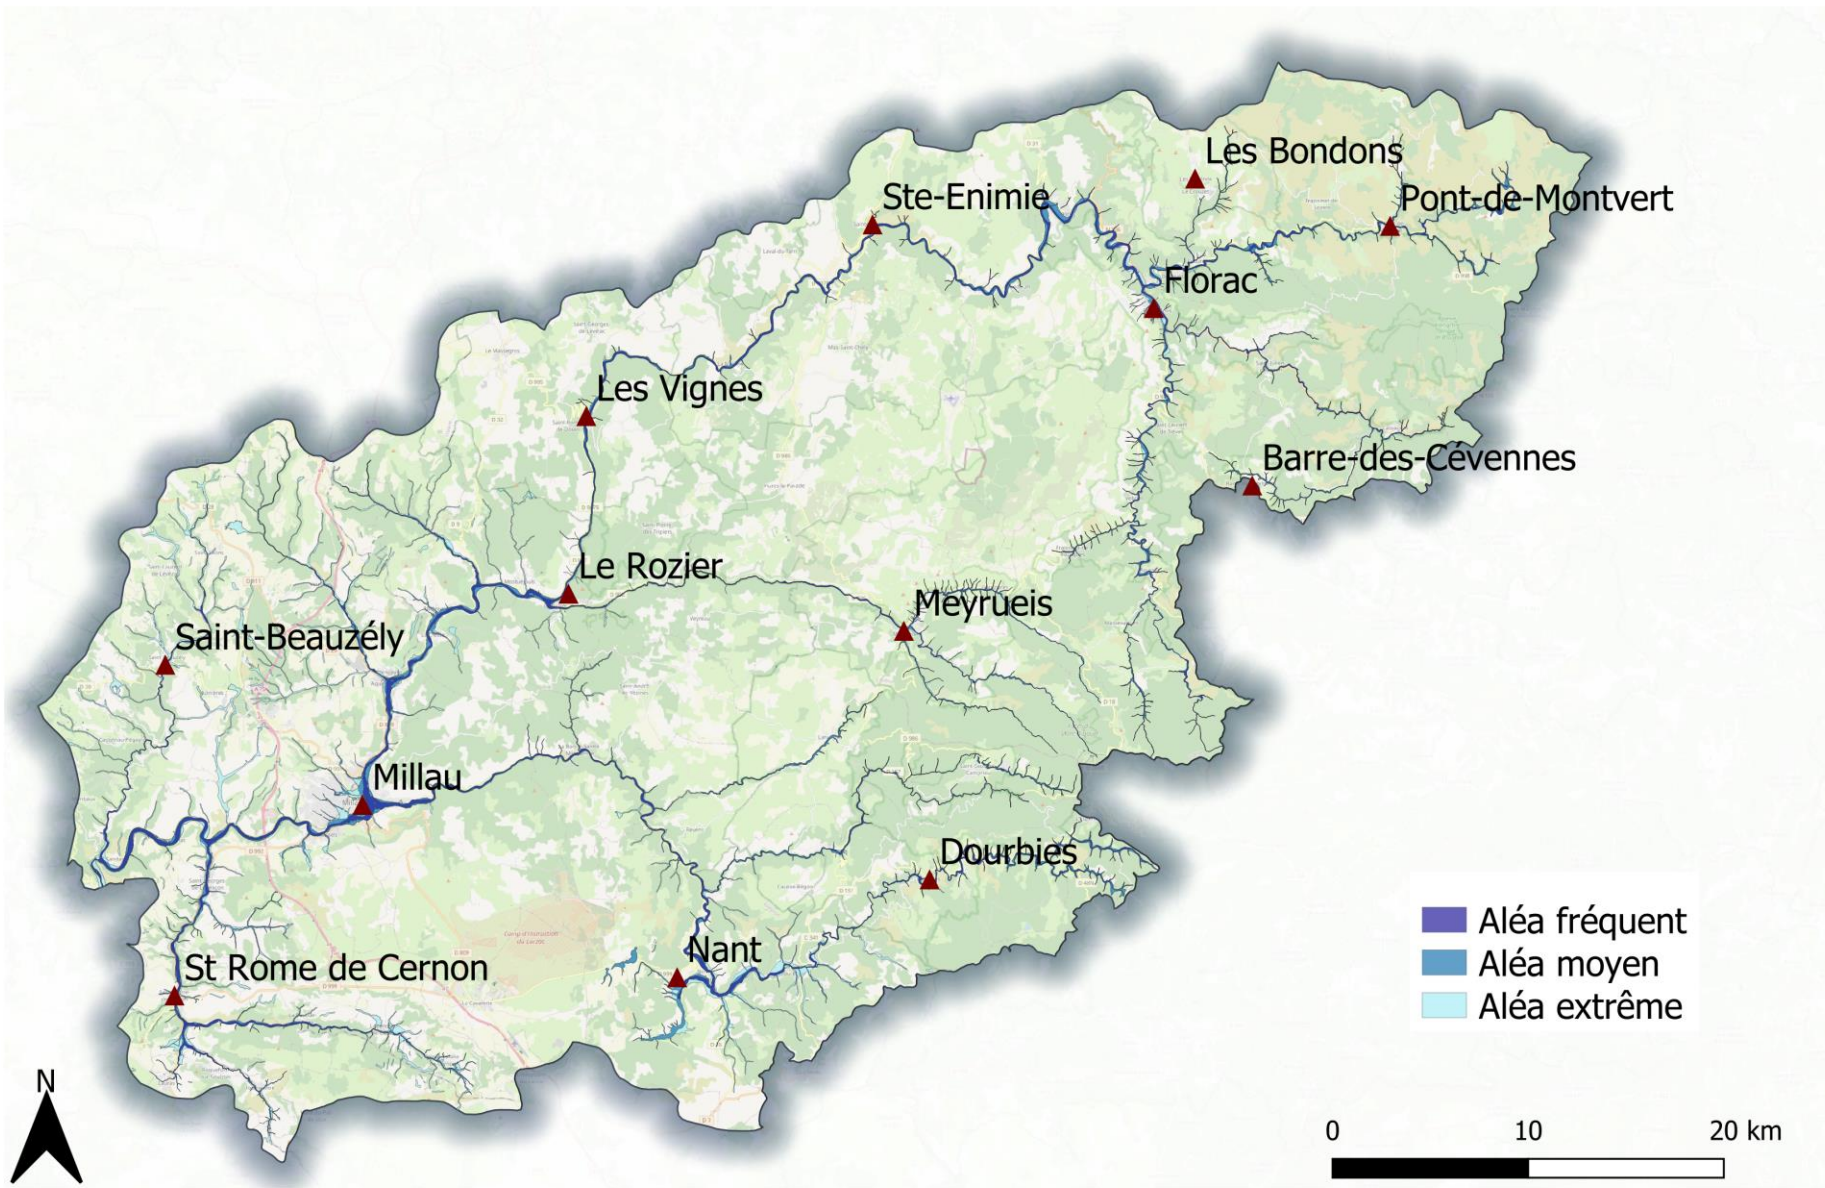 Les Bondons
Ste-Enimie
Pont-de-Montvert
Florac
Les Vignes
Barre-des-Cévennes
Le Rozier
Meyrueis
Saint-Beauzély
Millau
Dourbies
Nant
St Rome de Cernon
Aléa fréquent
Aléa moyen
Aléa extrême
N
0 10 20 km